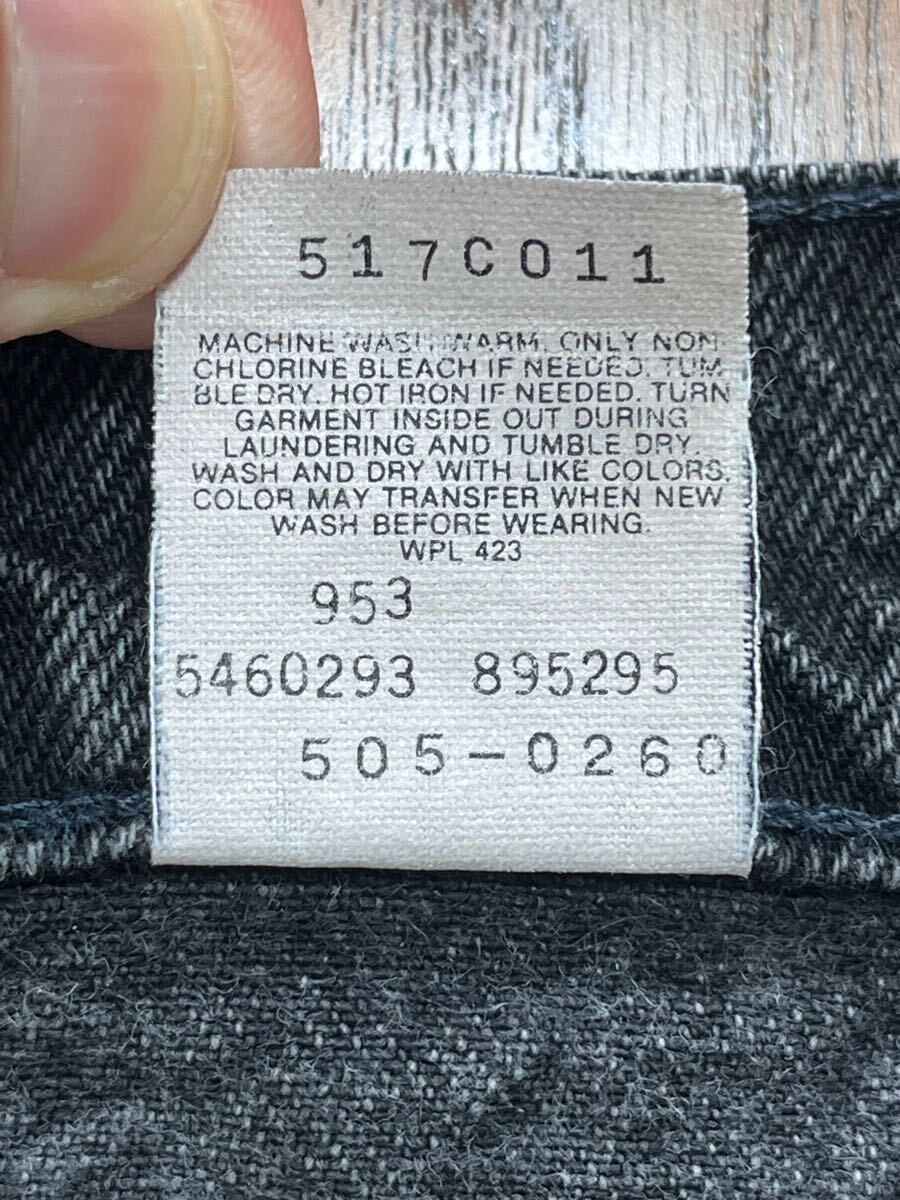 517C011
MACHINE WASH WARM. ONLY NON-
CHLORINE BLEACH IF NEEDED. TUM-
BLE DRY. HOT IRON IF NEEDED. TURN
GARMENT INSIDE OUT DURING
LAUNDERING AND TUMBLE DRY.
WASH AND DRY WITH LIKE COLORS.
COLOR MAY TRANSFER WHEN NEW
WASH BEFORE WEARING.
WPL 423
953
5460293 895295
505-0260